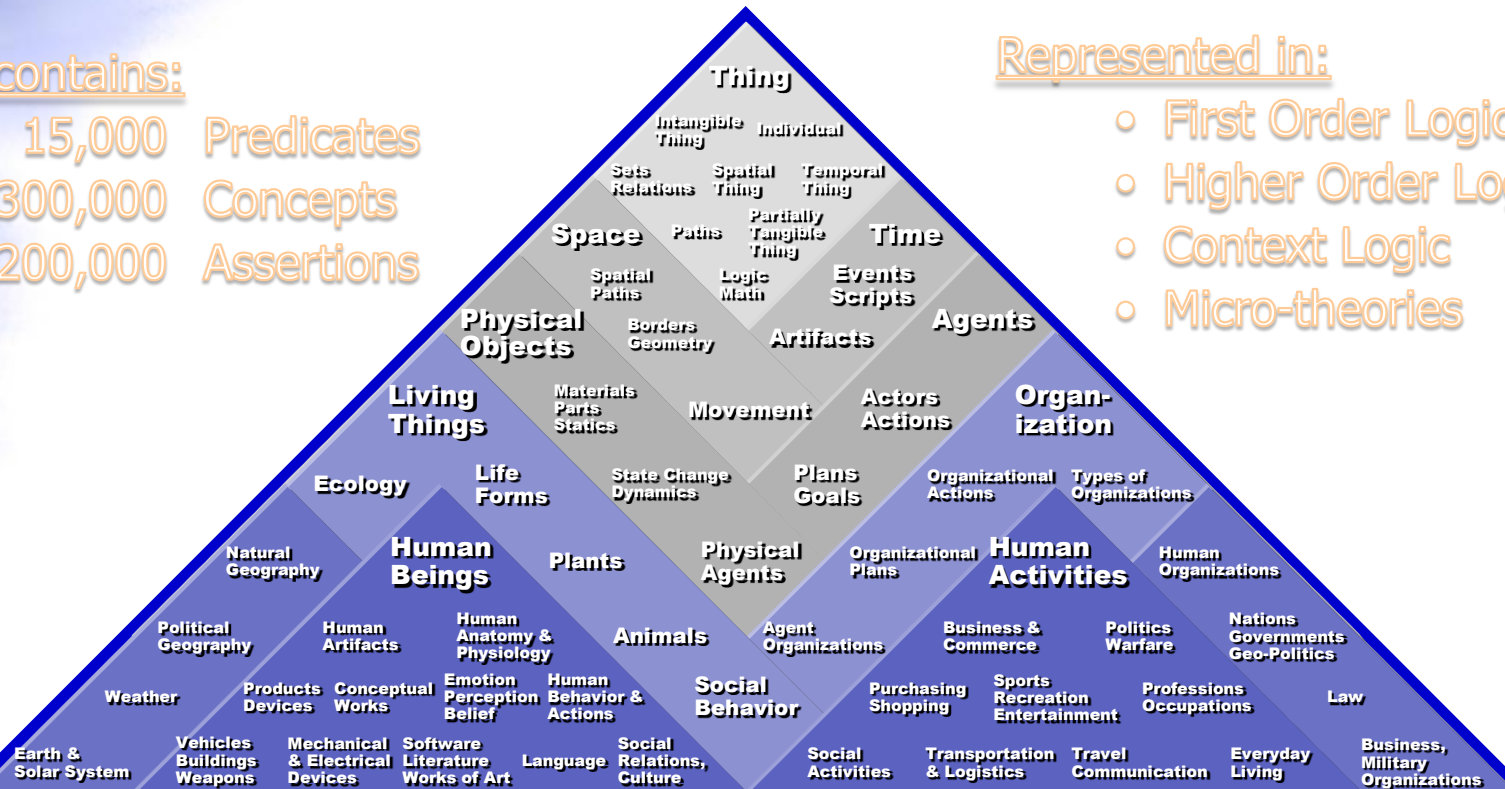 contains:
15,000 Predicates
300,000 Concepts
200,000 Assertions
Represented in:
• First Order Logic
• Higher Order Lo
• Context Logic
• Micro-theories
Thing
Intangible
Thing
Individual
Sets
Relations
Spatial
Thing
Temporal
Thing
Space
Paths
Partially
Tangible
Thing
Time
Spatial
Paths
Logic
Math
Events
Scripts
Physical
Objects
Borders
Geometry
Artifacts
Agents
Living
Things
Materials
Parts
Statics
Movement
Actors
Actions
Organ-
ization
Ecology
Life
Forms
State Change
Dynamics
Plans
Goals
Organizational
Actions
Types of
Organizations
Natural
Geography
Human
Beings
Plants
Physical
Agents
Organizational
Plans
Human
Activities
Human
Organizations
Political
Geography
Human
Artifacts
Human
Anatomy &
Physiology
Animals
Agent
Organizations
Business &
Commerce
Politics
Warfare
Nations
Governments
Geo-Politics
Weather
Products
Devices
Conceptual
Works
Emotion
Perception
Belief
Human
Behavior &
Actions
Social
Behavior
Purchasing
Shopping
Sports
Recreation
Entertainment
Professions
Occupations
Law
Earth &
Solar System
Vehicles
Buildings
Weapons
Mechanical
& Electrical
Devices
Software
Literature
Works of Art
Language
Social
Relations,
Culture
Social
Activities
Transportation
& Logistics
Travel
Communication
Everyday
Living
Business,
Military
Organizations